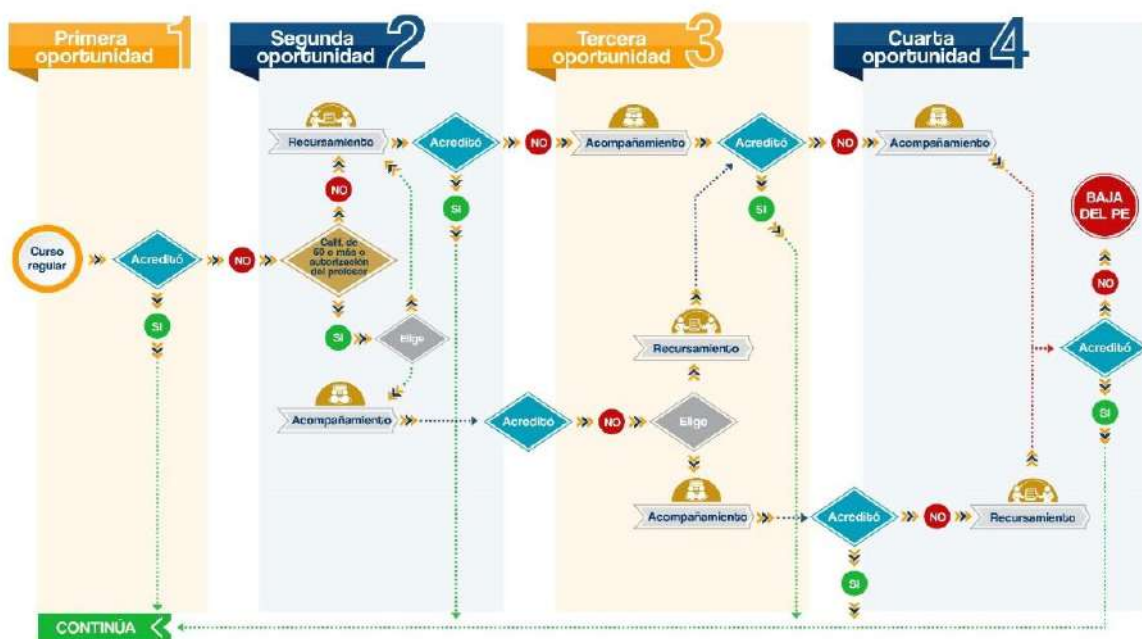 Primera
oportunidad
1
Segunda
oportunidad
2
Tercera
oportunidad
3
Cuarta
oportunidad
4
Recursamiento
Acreditó
NO
Acompañamiento
Acreditó
NO
Acompañamiento
NO
SI
SI
BAJA
DEL PE
Curso
regular
Acreditó
NO
Calif. de
60 o más o
autorización
del profesor
NO
SI
SI
Elige
Recursamiento
Acreditó
Acompañamiento
Acreditó
NO
Elige
SI
Acompañamiento
Acreditó
NO
Recursamiento
SI
CONTINÚA